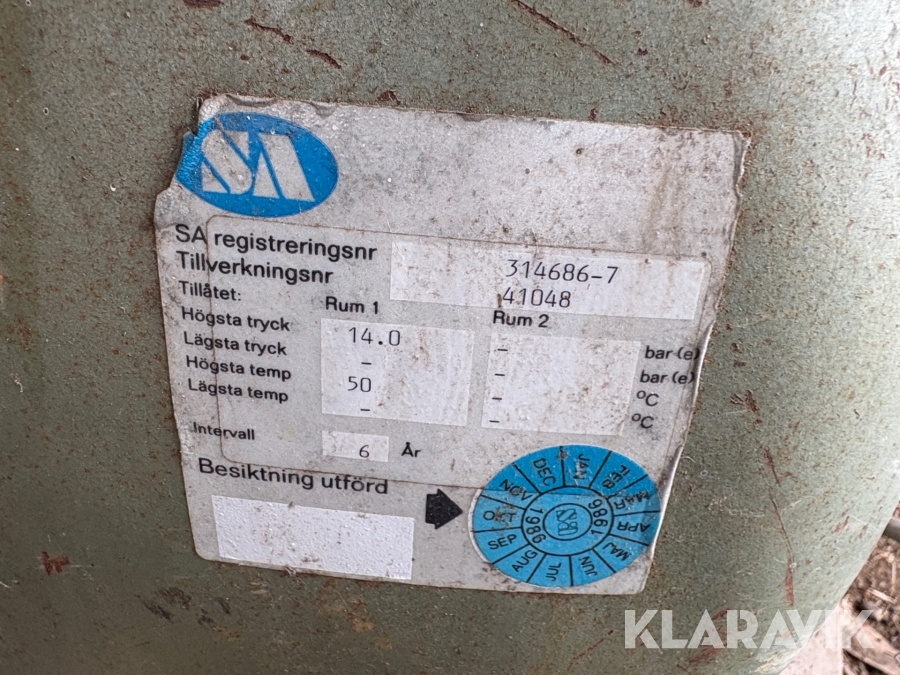 SA
SA registreringsnr 314686-7
Tillverkningsnr 41048
Tillåtet: Rum 1 Rum 2
Högsta tryck 14.0 - bar (e)
Lägsta tryck - - bar (e)
Högsta temp 50 - °C
Lägsta temp - - °C
Intervall 6 År
Besiktning utförd
JAN FEB MAR APR MAJ JUN JUL AUG SEP OKT NOV DEC
1986 1986
KLARAVIK